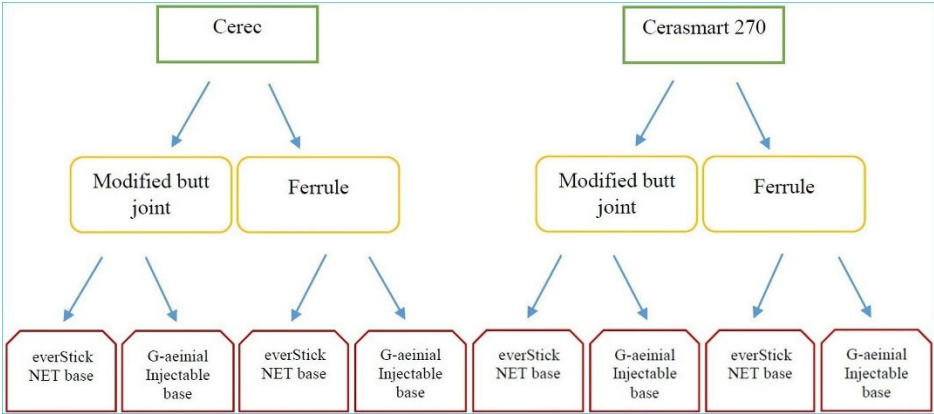 Cerec
Cerasmart 270
Modified butt
joint
Ferrule
Modified butt
joint
Ferrule
everStick
NET base
G-aeinial
Injectable
base
everStick
NET base
G-aeinial
Injectable
base
everStick
NET base
G-aeinial
Injectable
base
everStick
NET base
G-aeinial
Injectable
base